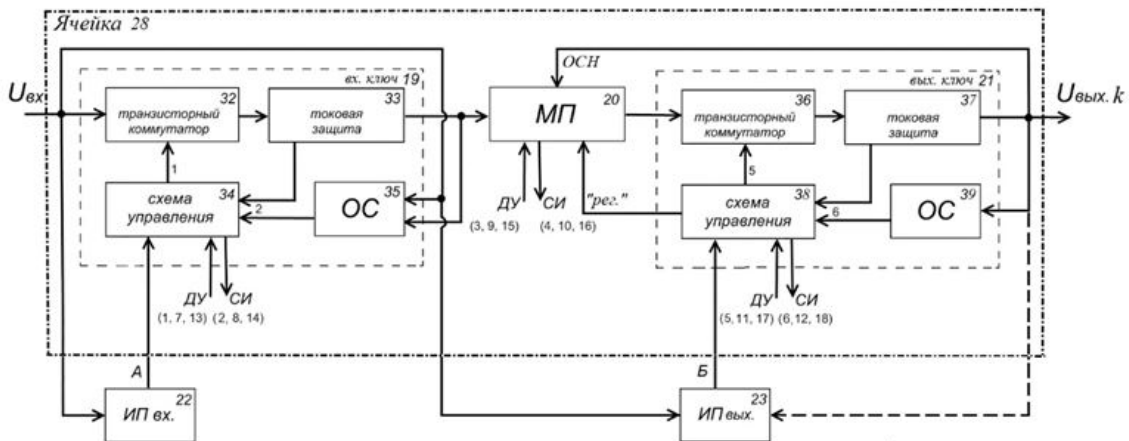 Ячейка 28
ОСН
вх. ключ 19
вых. ключ 21
Uвх
32
транзисторный
коммутатор
33
токовая
защита
20
МП
36
транзисторный
коммутатор
37
токовая
защита
Uвых. k
1
5
34
схема
управления
2
35
ОС
ДУ
(3, 9, 15)
СИ
(4, 10, 16)
"рег."
38
схема
управления
6
39
ОС
ДУ
(1, 7, 13)
СИ
(2, 8, 14)
ДУ
(5, 11, 17)
СИ
(6, 12, 18)
А
Б
22
ИП вх.
23
ИП вых.